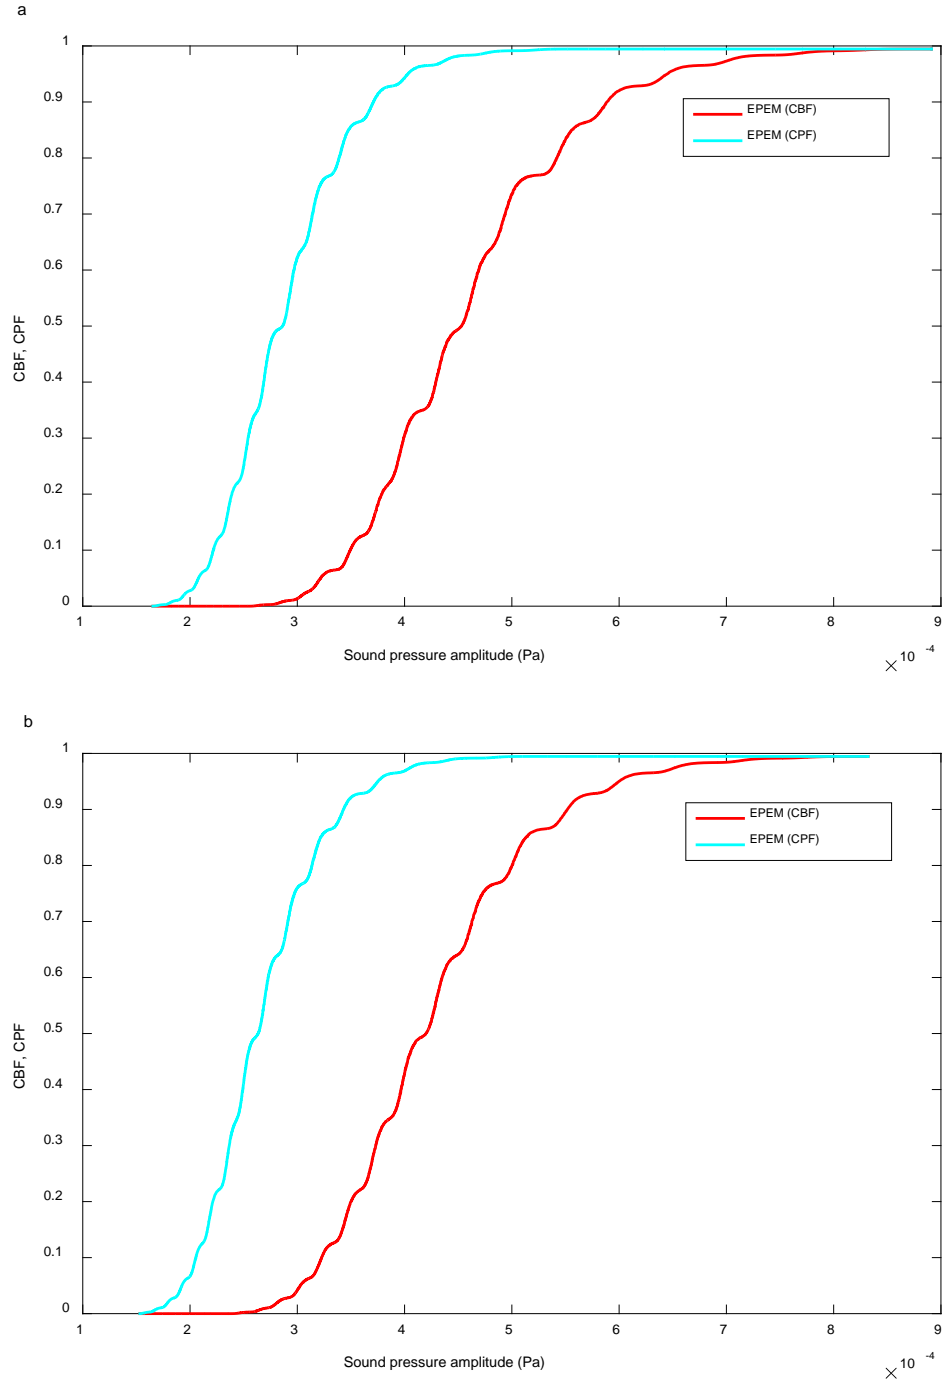 a
1
0.9
0.8
0.7
0.6
0.5
0.4
0.3
0.2
0.1
0
CBF, CPF
EPEM (CBF)
EPEM (CPF)
1 2 3 4 5 6 7 8 9
Sound pressure amplitude (Pa)
× 10 -4
b
1
0.9
0.8
0.7
0.6
0.5
0.4
0.3
0.2
0.1
0
CBF, CPF
EPEM (CBF)
EPEM (CPF)
1 2 3 4 5 6 7 8 9
Sound pressure amplitude (Pa)
× 10 -4